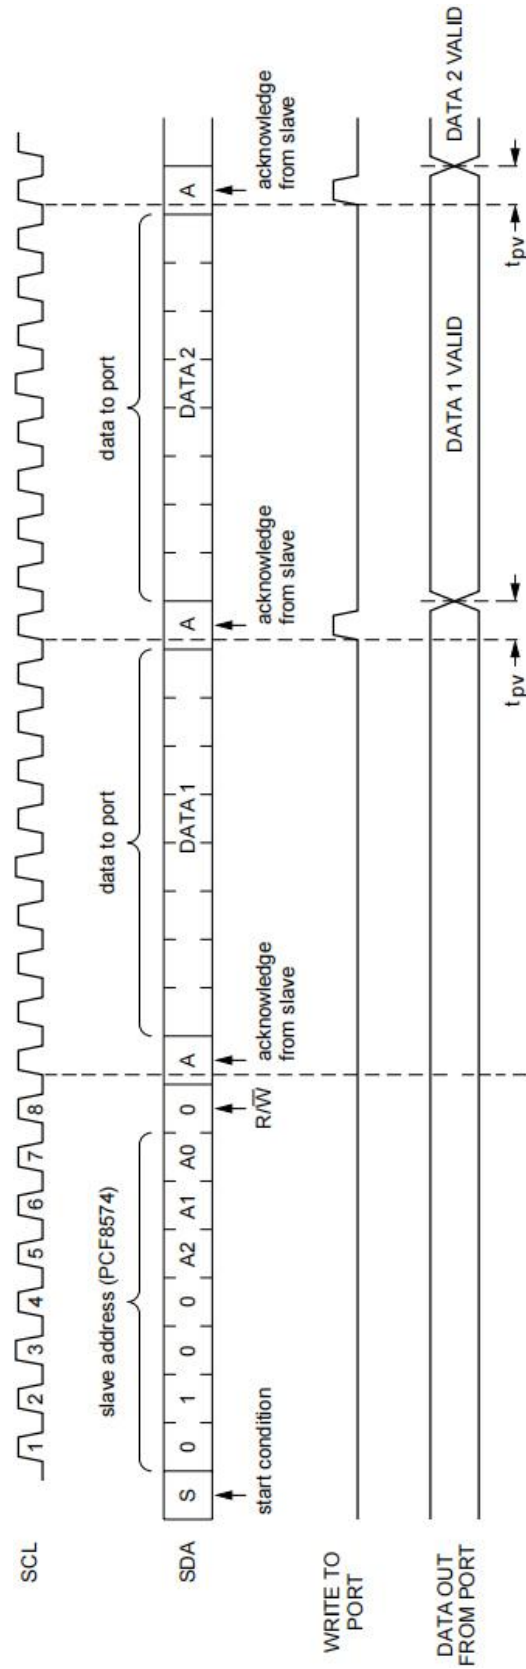 SCL
1 2 3 4 5 6 7 8
slave address (PCF8574)
data to port
data to port
SDA
S 0 1 0 0 A2 A1 A0 0 A DATA 1 A DATA 2 A
start condition
R/W̅
acknowledge
from slave
acknowledge
from slave
acknowledge
from slave
WRITE TO
PORT
DATA OUT
FROM PORT
DATA 1 VALID
DATA 2 VALID
tpv
tpv